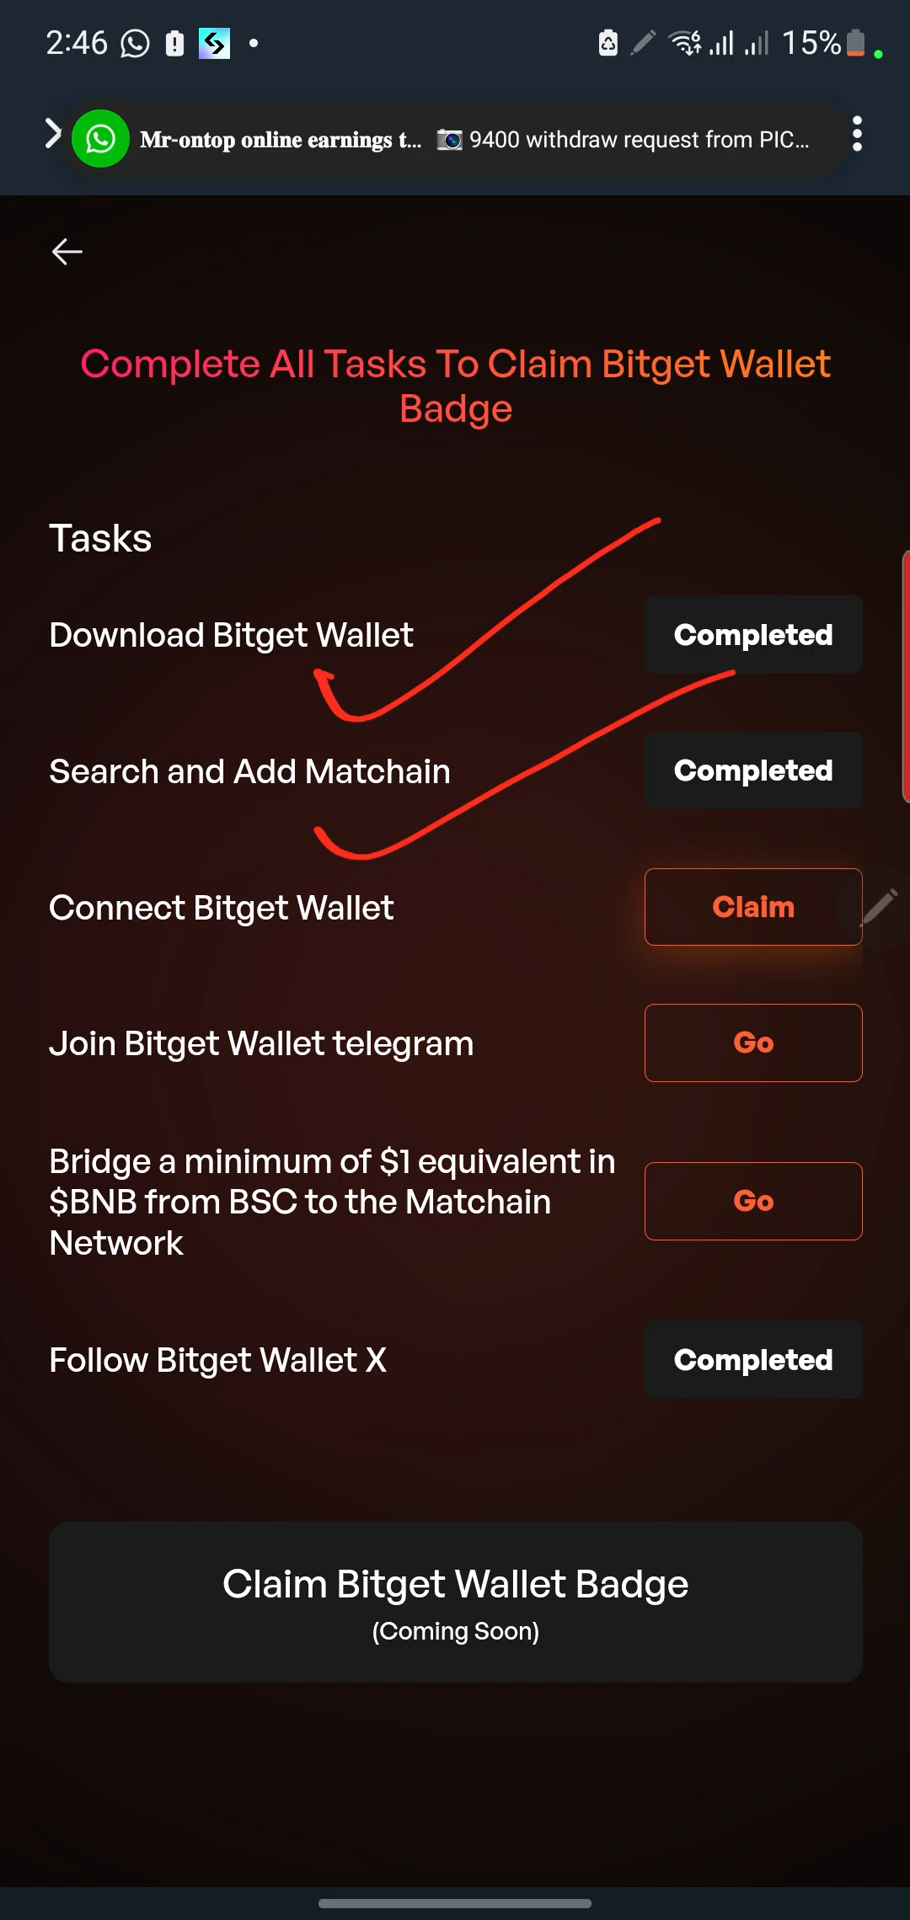 2:46
15%
Mr-ontop online earnings t... 📷 9400 withdraw request from PIC...
Complete All Tasks To Claim Bitget Wallet
Badge
Tasks
Download Bitget Wallet
Completed
Search and Add Matchain
Completed
Connect Bitget Wallet
Claim
Join Bitget Wallet telegram
Go
Bridge a minimum of $1 equivalent in
$BNB from BSC to the Matchain
Network
Go
Follow Bitget Wallet X
Completed
Claim Bitget Wallet Badge
(Coming Soon)